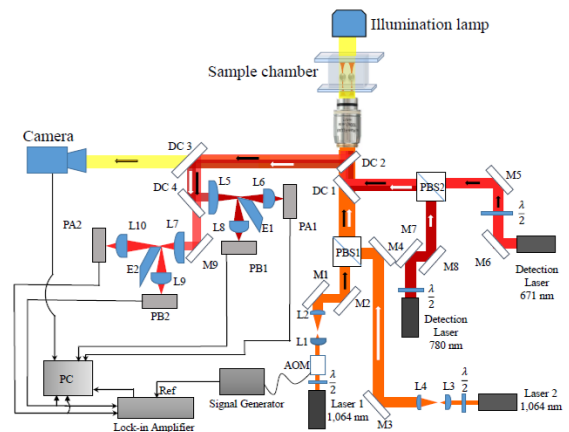 Illumination lamp
Sample chamber
Camera
DC 3
DC 2
DC 4
L5
L6
DC 1
PBS2
M5
PA2
L10
L7
L8
E1
PA1
M7
M4
λ/2
PBS1
M8
M6
E2
L9
M9
PB1
M1
M2
Detection
Laser
671 nm
PB2
L2
λ/2
L1
Detection
Laser
780 nm
PC
Ref
AOM
λ/2
Signal Generator
L4
L3
λ/2
Laser 2
1,064 nm
Lock-in Amplifier
Laser 1
1,064 nm
M3